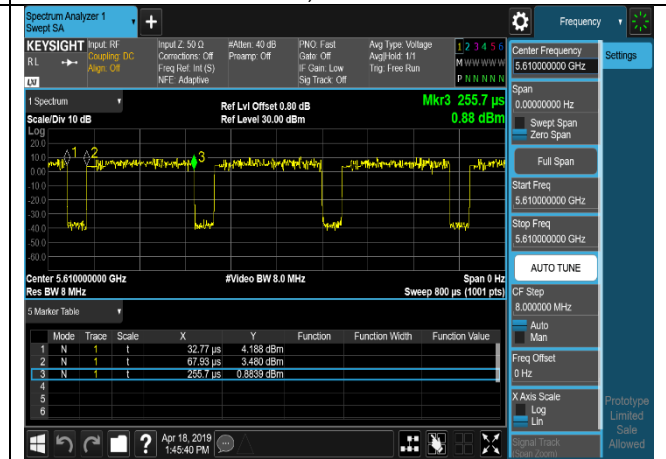 Spectrum Analyzer 1
Swept SA
Frequency
KEYSIGHT Input: RF Input Z: 50 Ω #Atten: 40 dB PNO: Fast Avg Type: Voltage 1 2 3 4 5 6
RL Coupling: DC Corrections: Off Preamp: Off Gate: Off Avg|Hold: 1/1 M W W W W W
Align: Off Freq Ref: Int (S) IF Gain: Low Trig: Free Run
NFE: Adaptive Sig Track: Off P N N N N N
LXI
1 Spectrum Ref Lvl Offset 0.80 dB Mkr3 255.7 µs
Scale/Div 10 dB Ref Level 30.00 dBm 0.88 dBm
Log
20.0
10.0
0.00
-10.0
-20.0
-30.0
-40.0
-50.0
-60.0
1 2 3
Center 5.610000000 GHz #Video BW 8.0 MHz Span 0 Hz
Res BW 8 MHz Sweep 800 µs (1001 pts)
5 Marker Table
Mode Trace Scale X Y Function Function Width Function Value
1 N 1 t 32.77 µs 4.188 dBm
2 N 1 t 67.93 µs 3.480 dBm
3 N 1 t 255.7 µs 0.8839 dBm
4
5
6
Apr 18, 2019
1:45:40 PM
Center Frequency
5.610000000 GHz
Settings
Span
0.00000000 Hz
Swept Span
Zero Span
Full Span
Start Freq
5.610000000 GHz
Stop Freq
5.610000000 GHz
AUTO TUNE
CF Step
8.000000 MHz
Auto
Man
Freq Offset
0 Hz
X Axis Scale
Log
Lin
Signal Track
(Span Zoom)
Prototype
Limited
Sale
Allowed